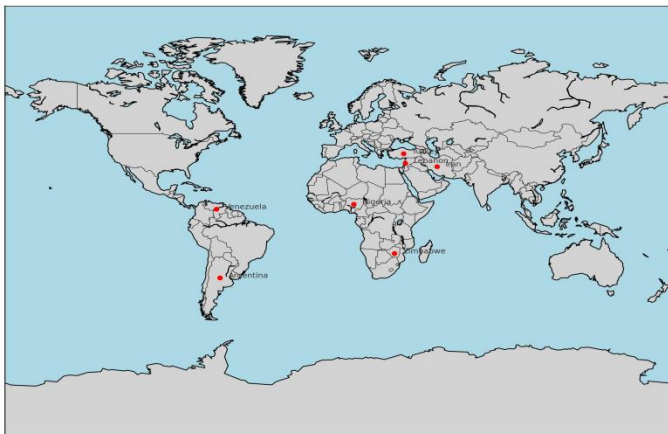 Lebanon
Iran
Venezuela
Nigeria
Zimbabwe
Argentina